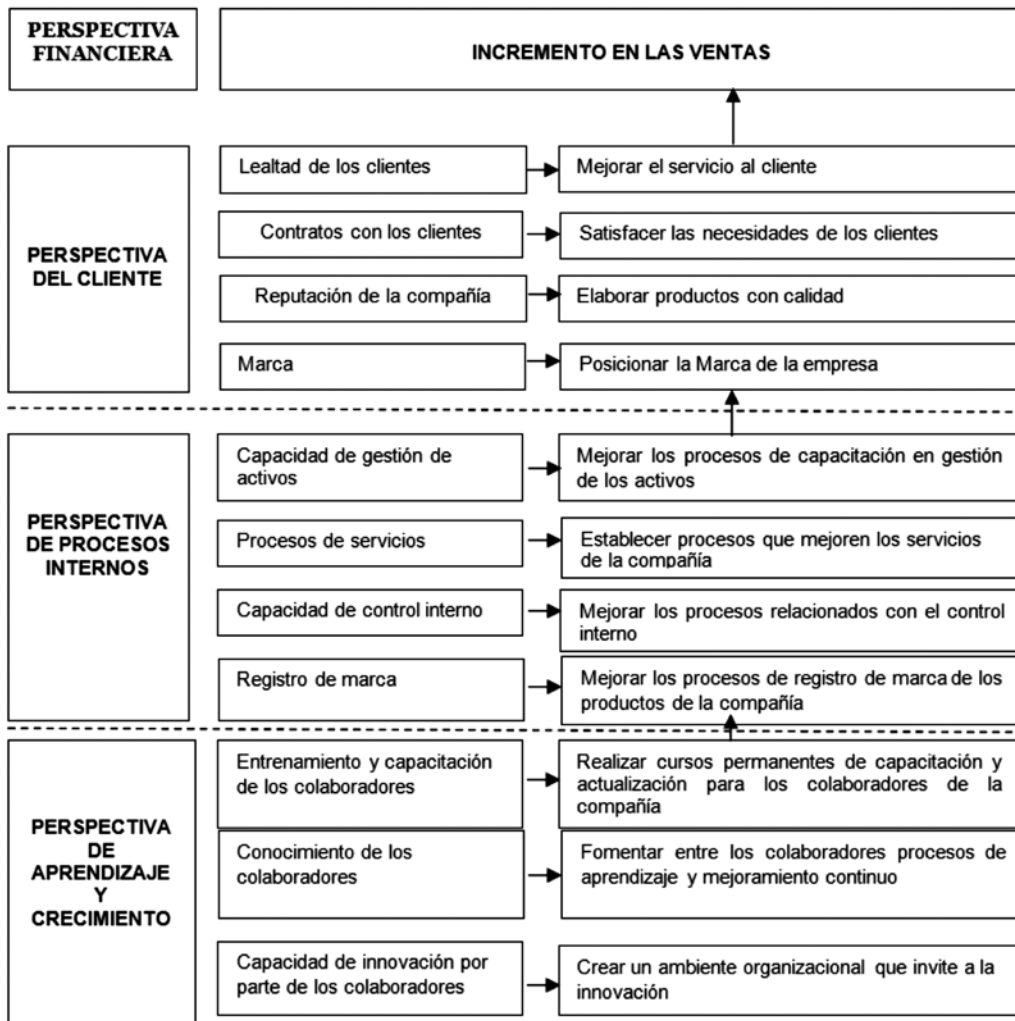 PERSPECTIVA
FINANCIERA
INCREMENTO EN LAS VENTAS
PERSPECTIVA
DEL CLIENTE
Lealtad de los clientes
Mejorar el servicio al cliente
Contratos con los clientes
Satisfacer las necesidades de los clientes
Reputación de la compañía
Elaborar productos con calidad
Marca
Posicionar la Marca de la empresa
PERSPECTIVA
DE PROCESOS
INTERNOS
Capacidad de gestión de
activos
Mejorar los procesos de capacitación en gestión
de los activos
Procesos de servicios
Establecer procesos que mejoren los servicios
de la compañía
Capacidad de control interno
Mejorar los procesos relacionados con el control
interno
Registro de marca
Mejorar los procesos de registro de marca de los
productos de la compañía
PERSPECTIVA
DE
APRENDIZAJE
Y
CRECIMIENTO
Entrenamiento y capacitación
de los colaboradores
Realizar cursos permanentes de capacitación y
actualización para los colaboradores de la
compañía
Conocimiento de los
colaboradores
Fomentar entre los colaboradores procesos de
aprendizaje y mejoramiento continuo
Capacidad de innovación por
parte de los colaboradores
Crear un ambiente organizacional que invite a la
innovación